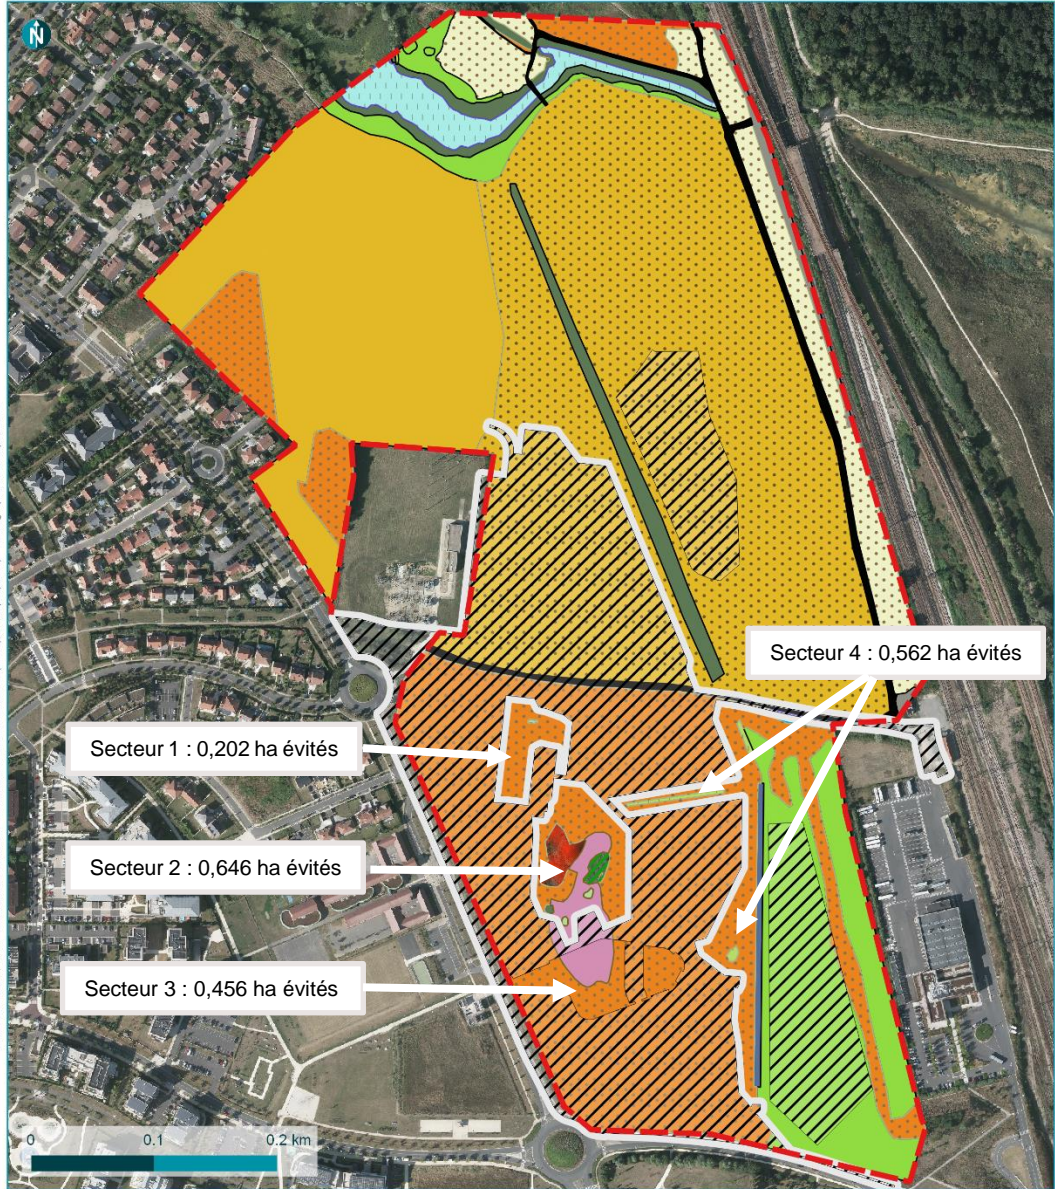 N
Secteur 4 : 0,562 ha évités
Secteur 1 : 0,202 ha évités
Secteur 2 : 0,646 ha évités
Secteur 3 : 0,456 ha évités
0 0.1 0.2 km